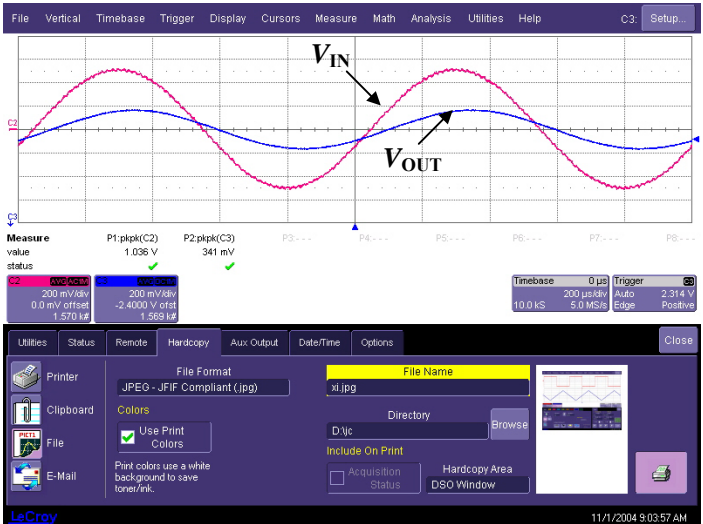 File Vertical Timebase Trigger Display Cursors Measure Math Analysis Utilities Help C3: Setup...
VIN
VOUT
C2
C3
Measure P1:pkpk(C2) P2:pkpk(C3) P3:- - - P4:- - - P5:- - - P6:- - - P7:- - - P8:- - -
value 1.036 V 341 mV
status
C2 AVG AC1M
200 mV/div
0.0 mV offset
1.570 k#
200 mV/div
-2.4000 V ofst
1.569 k#
Timebase 0 µs
200 µs/div
10.0 kS 5.0 MS/s
Trigger C3
Auto 2.314 V
Edge Positive
Utilities Status Remote Hardcopy Aux Output Date/Time Options Close
Printer
Clipboard
File
E-Mail
File Format
JPEG - JFIF Compliant (.jpg)
Colors
Use Print
Colors
Print colors use a white
background to save
toner/ink.
File Name
xi.jpg
Directory
D:\jc
Browse
Include On Print
Acquisition
Status
Hardcopy Area
DSO Window
LeCroy
11/1/2004 9:03:57 AM